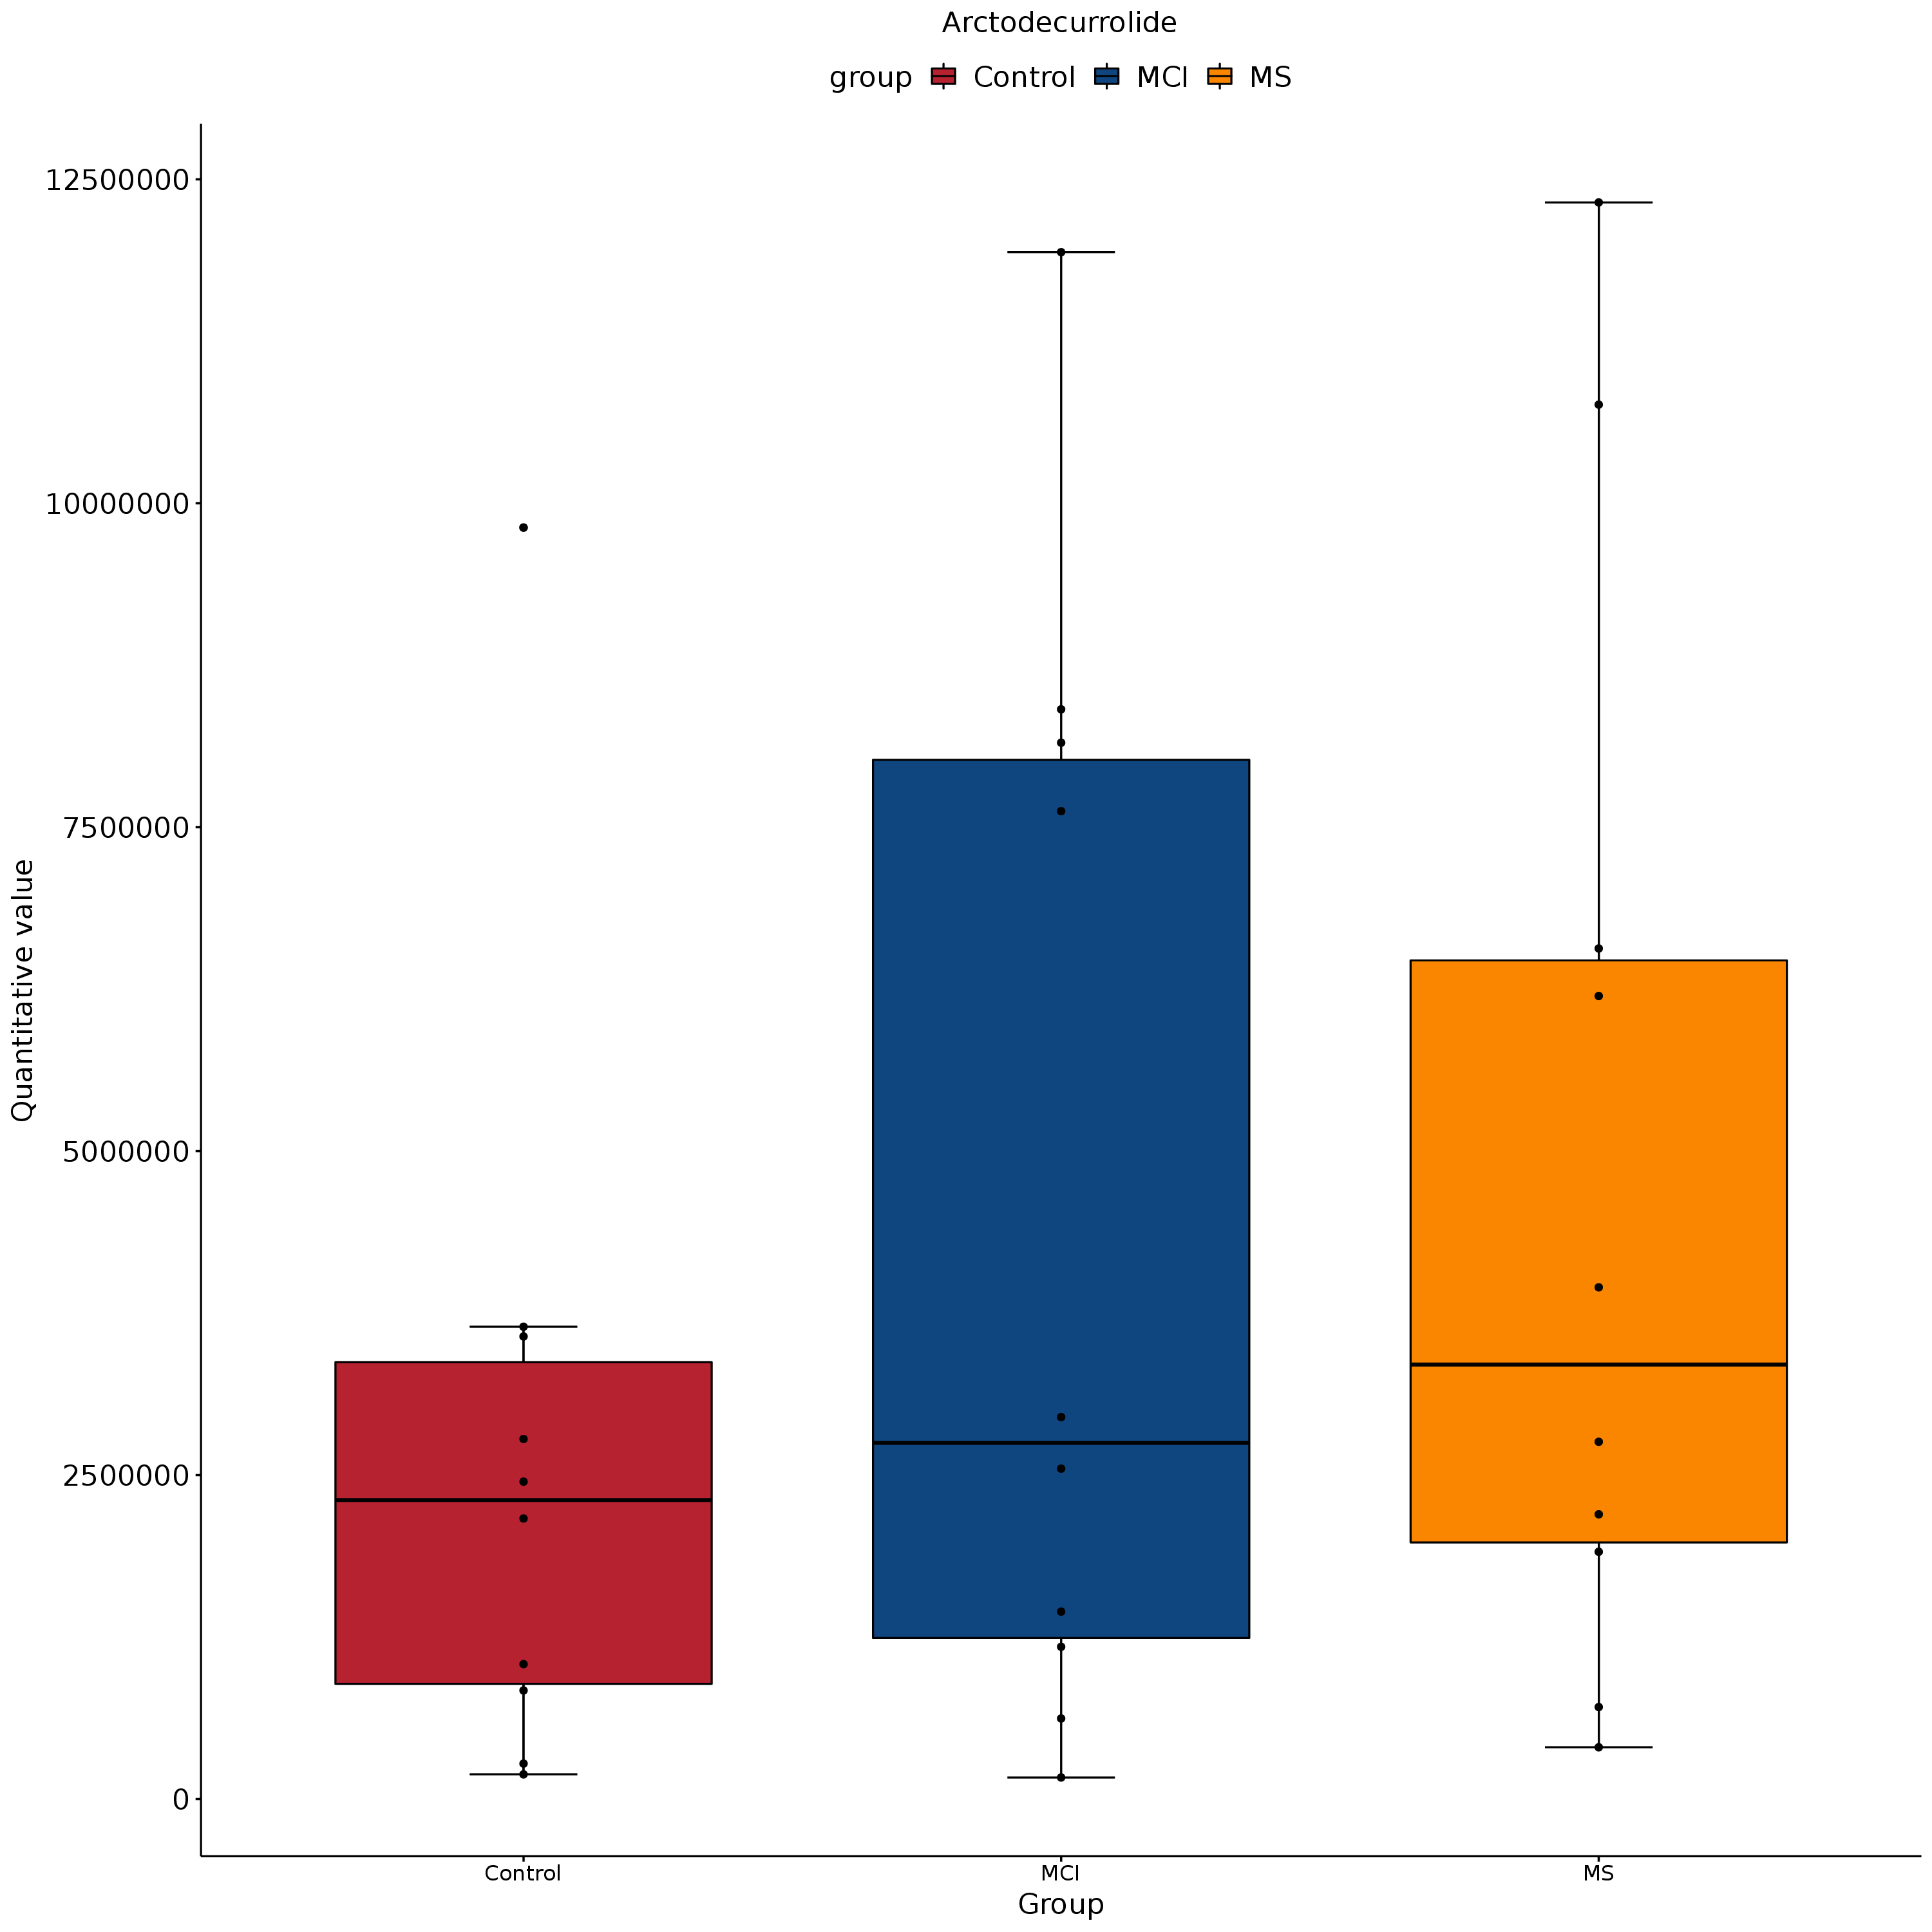 Arctodecurrolide
group Control MCI MS
12500000
10000000
7500000
5000000
2500000
0
Quantitative value
Control MCI MS
Group